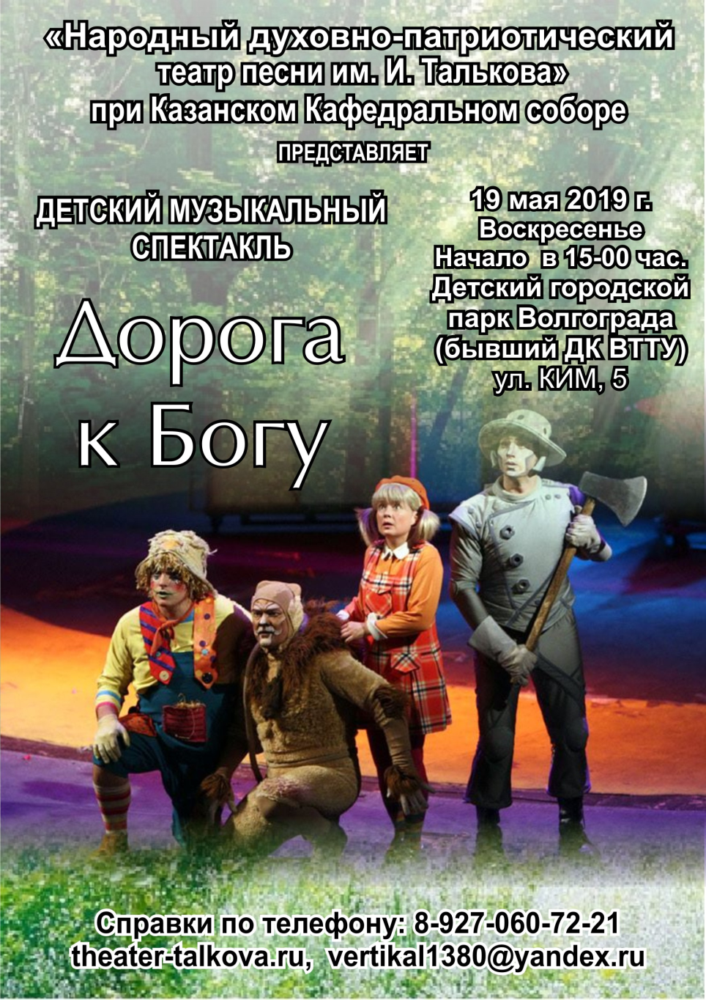 «Народный духовно-патриотический
театр песни им. И. Талькова»
при Казанском Кафедральном соборе
ПРЕДСТАВЛЯЕТ
ДЕТСКИЙ МУЗЫКАЛЬНЫЙ
СПЕКТАКЛЬ
Дорога
к Богу
19 мая 2019 г.
Воскресенье
Начало в 15-00 час.
Детский городской
парк Волгограда
(бывший ДК ВТТУ)
ул. КИМ, 5
Справки по телефону: 8-927-060-72-21
theater-talkova.ru, vertikal1380@yandex.ru